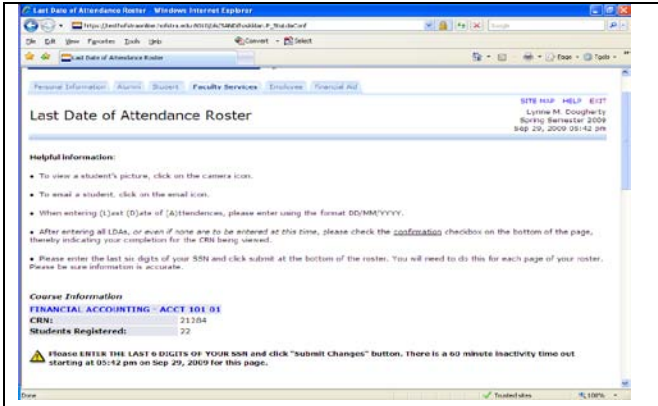 Last Date of Attendance Roster - Windows Internet Explorer
File Edit View Favorites Tools Help Convert Select
Last Date of Attendance Roster Page Tools
Personal Information Alumni Student Faculty Services Employee Financial Aid
SITE MAP HELP EXIT
Last Date of Attendance Roster
Lynne M. Dougherty
Spring Semester 2009
Sep 29, 2009 05:42 pm
Helpful information:
• To view a student's picture, click on the camera icon.
• To email a student, click on the email icon.
• When entering (L)ast (D)ate of (A)ttendences, please enter using the format DD/MM/YYYY.
• After entering all LDAs, or even if none are to be entered at this time, please check the confirmation checkbox on the bottom of the page,
thereby indicating your completion for the CRN being viewed.
• Please enter the last six digits of your SSN and click submit at the bottom of the roster. You will need to do this for each page of your roster.
Please be sure information is accurate.
Course Information
FINANCIAL ACCOUNTING - ACCT 101 01
CRN: 21284
Students Registered: 22
Please ENTER THE LAST 6 DIGITS OF YOUR SSN and click "Submit Changes" button. There is a 60 minute inactivity time out
starting at 05:42 pm on Sep 29, 2009 for this page.
Done Trusted sites 100%